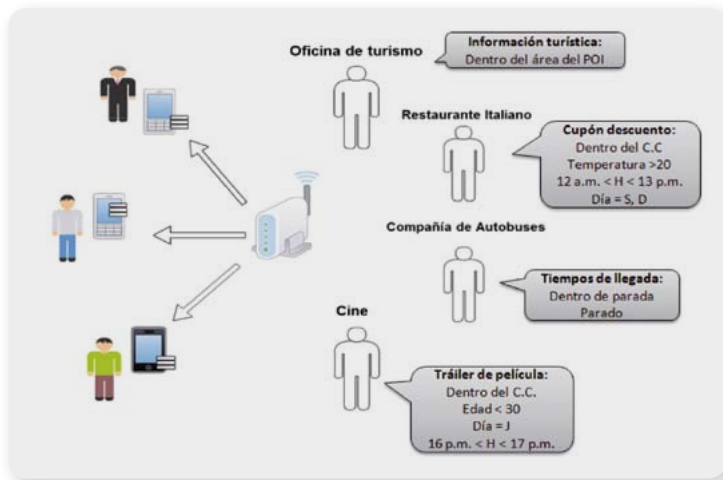 Oficina de turismo
Información turística:
Dentro del área del POI
Restaurante Italiano
Cupón descuento:
Dentro del C.C
Temperatura >20
12 a.m. < H < 13 p.m.
Día = S, D
Compañía de Autobuses
Tiempos de llegada:
Dentro de parada
Parado
Cine
Tráiler de película:
Dentro del C.C.
Edad < 30
Día = J
16 p.m. < H < 17 p.m.